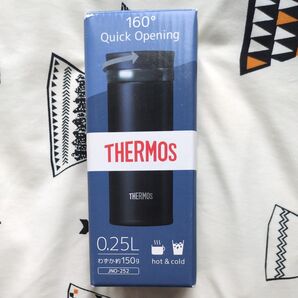 160°
Quick Opening
THERMOS
THERMOS
0.25L
わずか約150g
JNO-252
hot & cold